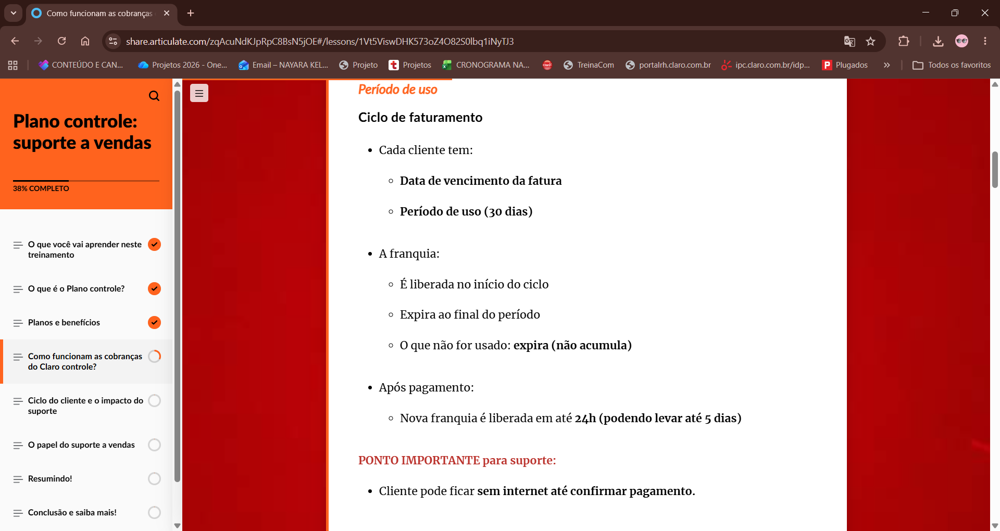 Como funcionam as cobranças
share.articulate.com/zqAcuNdKJpRpC8BsN5jOE#/lessons/1Vt5ViswDHK573oZ4O82S0lbq1iNyTJ3
CONTEÚDO E CAN...
Projetos 2026 - One...
Email – NAYARA KEL...
Projeto
Projetos
CRONOGRAMA NA...
TreinaCom
portalrh.claro.com.br
ipc.claro.com.br/idp...
Plugados
Todos os favoritos
Plano controle:
suporte a vendas
38% COMPLETO
O que você vai aprender neste
treinamento
O que é o Plano controle?
Planos e benefícios
Como funcionam as cobranças
do Claro controle?
Ciclo do cliente e o impacto do
suporte
O papel do suporte a vendas
Resumindo!
Conclusão e saiba mais!
Período de uso
Ciclo de faturamento
• Cada cliente tem:
◦ Data de vencimento da fatura
◦ Período de uso (30 dias)
• A franquia:
◦ É liberada no início do ciclo
◦ Expira ao final do período
◦ O que não for usado: expira (não acumula)
• Após pagamento:
◦ Nova franquia é liberada em até 24h (podendo levar até 5 dias)
PONTO IMPORTANTE para suporte:
• Cliente pode ficar sem internet até confirmar pagamento.